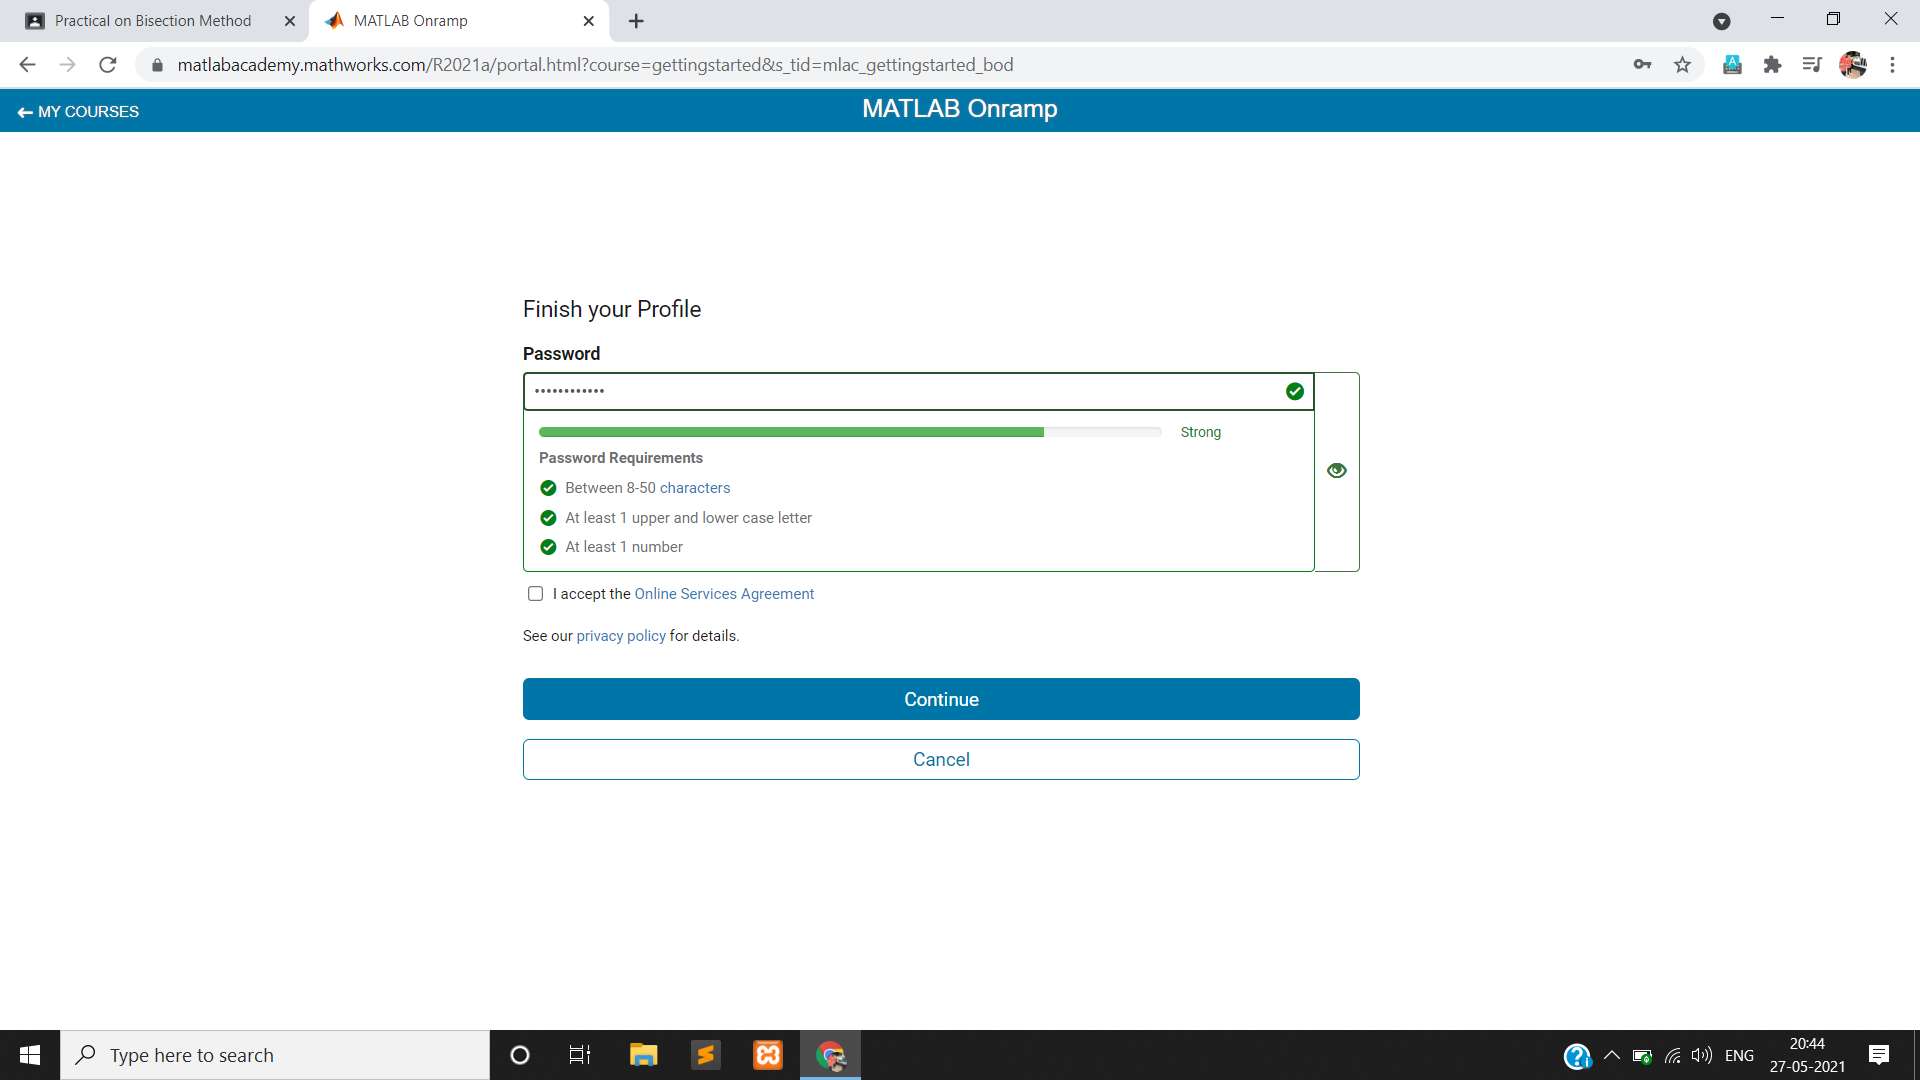 Practical on Bisection Method
MATLAB Onramp
matlabacademy.mathworks.com/R2021a/portal.html?course=gettingstarted&s_tid=mlac_gettingstarted_bod
MY COURSES
MATLAB Onramp
Finish your Profile
Password
••••••••••••
Strong
Password Requirements
Between 8-50 characters
At least 1 upper and lower case letter
At least 1 number
I accept the Online Services Agreement
See our privacy policy for details.
Continue
Cancel
Type here to search
ENG
20:44
27-05-2021